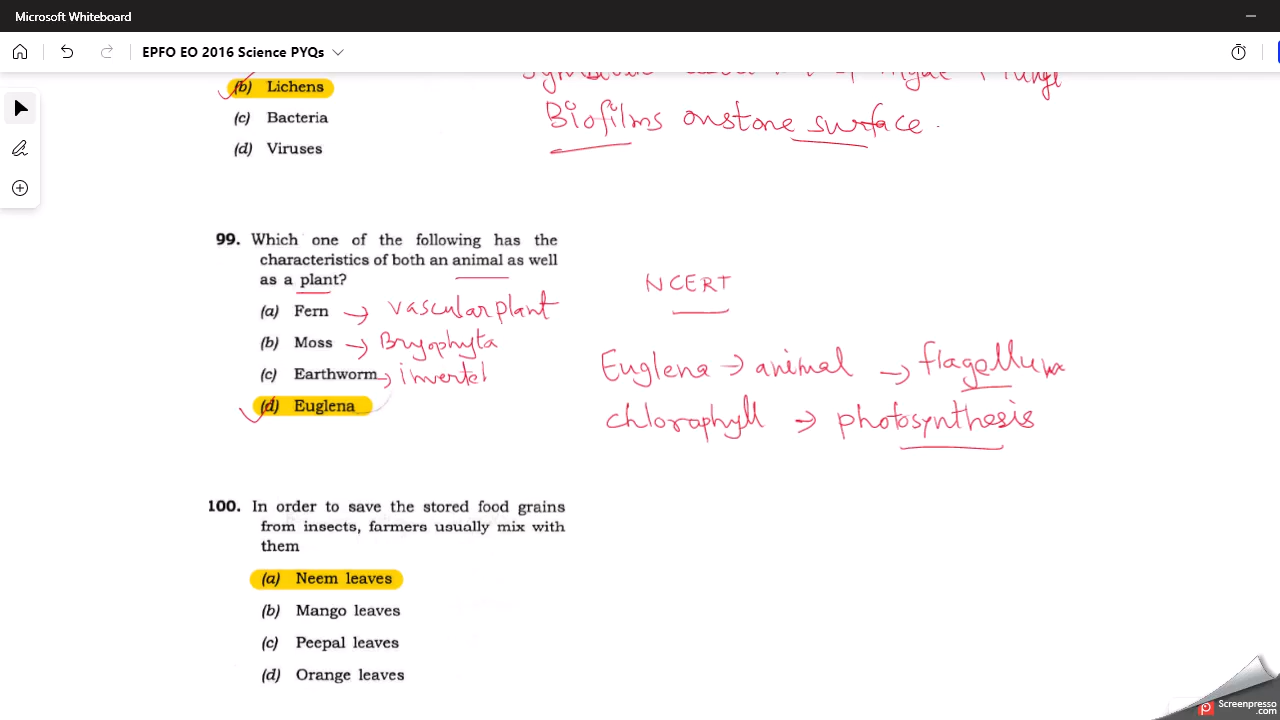 Microsoft Whiteboard
EPFO EO 2016 Science PYQs
(b) Lichens
(c) Bacteria
(d) Viruses
Biofilms onstone surface.
99. Which one of the following has the
characteristics of both an animal as well
as a plant?
(a) Fern → vascular plant
(b) Moss → Bryophyta
(c) Earthworm → invertel
(d) Euglena
NCERT
Euglena → animal → flagellum
chlorophyll → photosynthesis
100. In order to save the stored food grains
from insects, farmers usually mix with
them
(a) Neem leaves
(b) Mango leaves
(c) Peepal leaves
(d) Orange leaves
Screenpresso
.com